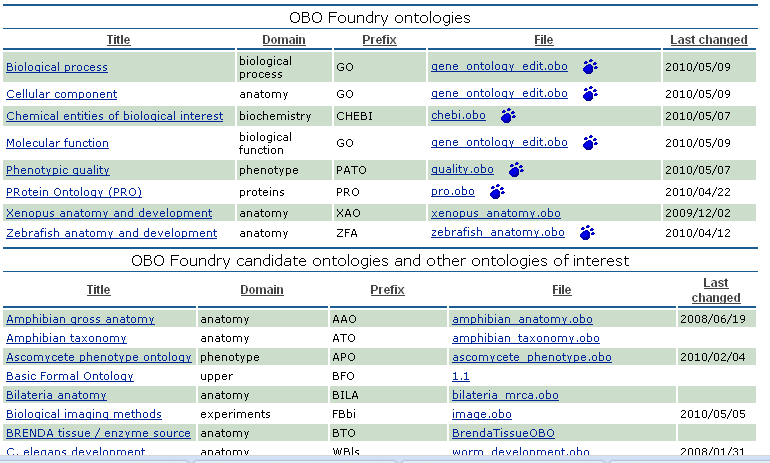 OBO Foundry ontologies
Title Domain Prefix File Last changed
Biological process biological process GO gene_ontology_edit.obo 2010/05/09
Cellular component anatomy GO gene_ontology_edit.obo 2010/05/09
Chemical entities of biological interest biochemistry CHEBI chebi.obo 2010/05/07
Molecular function biological function GO gene_ontology_edit.obo 2010/05/09
Phenotypic quality phenotype PATO quality.obo 2010/05/07
PRotein Ontology (PRO) proteins PRO pro.obo 2010/04/22
Xenopus anatomy and development anatomy XAO xenopus_anatomy.obo 2009/12/02
Zebrafish anatomy and development anatomy ZFA zebrafish_anatomy.obo 2010/04/12
OBO Foundry candidate ontologies and other ontologies of interest
Title Domain Prefix File Last changed
Amphibian gross anatomy anatomy AAO amphibian_anatomy.obo 2008/06/19
Amphibian taxonomy anatomy ATO amphibian_taxonomy.obo
Ascomycete phenotype ontology phenotype APO ascomycete_phenotype.obo 2010/02/04
Basic Formal Ontology upper BFO 1.1
Bilateria anatomy anatomy BILA bilateria_mrca.obo
Biological imaging methods experiments FBbi image.obo 2010/05/05
BRENDA tissue / enzyme source anatomy BTO BrendaTissueOBO
C. elegans development anatomy WBls worm_development.obo 2008/01/31